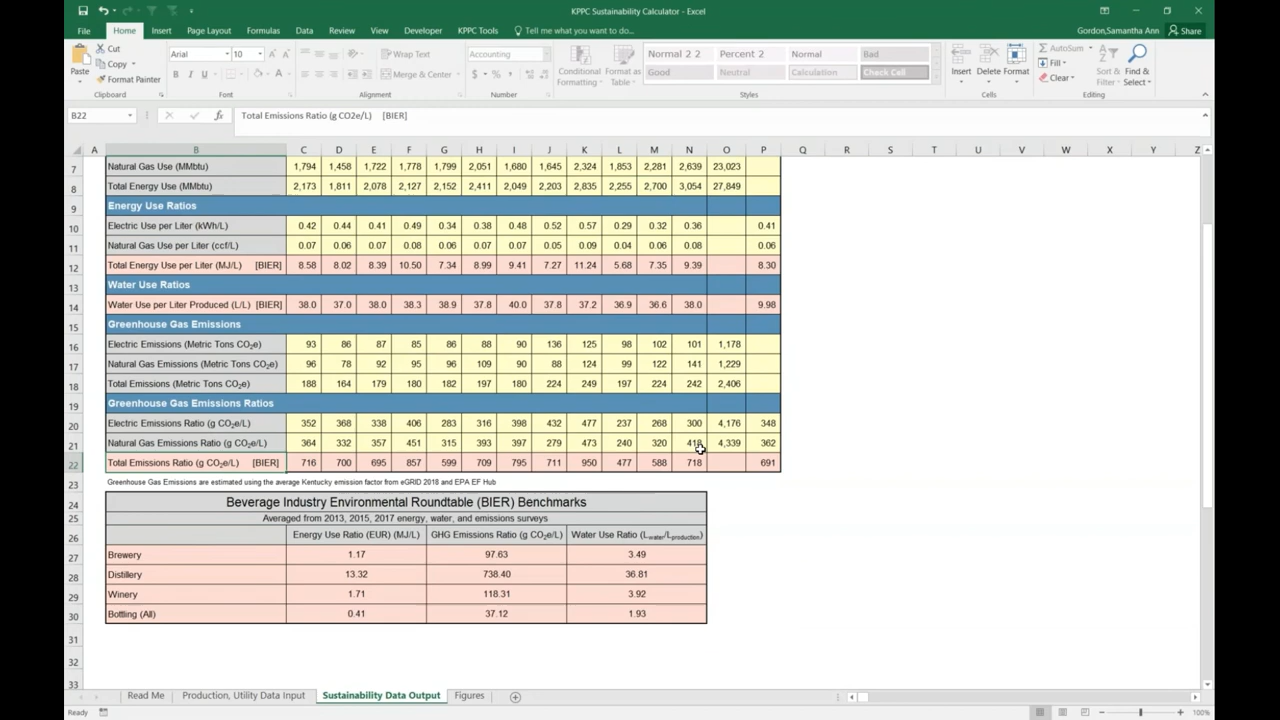 KPPC Sustainability Calculator - Excel
File Home Insert Page Layout Formulas Data Review View Developer KPPC Tools Tell me what you want to do... Gordon,Samantha Ann Share
Paste Cut Copy Format Painter
Clipboard
Arial 10
B I U
Font
Wrap Text
Merge & Center
Alignment
Accounting
$ %
Number
Conditional Formatting Format as Table
Normal 2 2 Percent 2 Normal Bad
Good Neutral Calculation Check Cell
Styles
Insert Delete Format
Cells
AutoSum Fill Clear Sort & Filter Find & Select
Editing
B22 fx Total Emissions Ratio (g CO2e/L) [BIER]
A B C D E F G H I J K L M N O P Q R S T U V W X Y Z
7 Natural Gas Use (MMbtu) 1,794 1,458 1,722 1,778 1,799 2,051 1,680 1,645 2,324 1,853 2,281 2,639 23,023
8 Total Energy Use (MMbtu) 2,173 1,811 2,078 2,127 2,152 2,411 2,049 2,203 2,835 2,255 2,700 3,054 27,849
9 Energy Use Ratios
10 Electric Use per Liter (kWh/L) 0.42 0.44 0.41 0.49 0.34 0.38 0.48 0.52 0.57 0.29 0.32 0.36 0.41
11 Natural Gas Use per Liter (ccf/L) 0.07 0.06 0.07 0.08 0.06 0.07 0.07 0.05 0.09 0.04 0.06 0.08 0.06
12 Total Energy Use per Liter (MJ/L) [BIER] 8.58 8.02 8.39 10.50 7.34 8.99 9.41 7.27 11.24 5.68 7.35 9.39 8.30
13 Water Use Ratios
14 Water Use per Liter Produced (L/L) [BIER] 38.0 37.0 38.0 38.3 38.9 37.8 40.0 37.8 37.2 36.9 36.6 38.0 9.98
15 Greenhouse Gas Emissions
16 Electric Emissions (Metric Tons CO₂e) 93 86 87 85 86 88 90 136 125 98 102 101 1,178
17 Natural Gas Emissions (Metric Tons CO₂e) 96 78 92 95 96 109 90 88 124 99 122 141 1,229
18 Total Emissions (Metric Tons CO₂e) 188 164 179 180 182 197 180 224 249 197 224 242 2,406
19 Greenhouse Gas Emissions Ratios
20 Electric Emissions Ratio (g CO₂e/L) 352 368 338 406 283 316 398 432 477 237 268 300 4,176 348
21 Natural Gas Emissions Ratio (g CO₂e/L) 364 332 357 451 315 393 397 279 473 240 320 418 4,339 362
22 Total Emissions Ratio (g CO₂e/L) [BIER] 716 700 695 857 599 709 795 711 950 477 588 718 691
23 Greenhouse Gas Emissions are estimated using the average Kentucky emission factor from eGRID 2018 and EPA EF Hub
24 Beverage Industry Environmental Roundtable (BIER) Benchmarks
25 Averaged from 2013, 2015, 2017 energy, water, and emissions surveys
26 Energy Use Ratio (EUR) (MJ/L) GHG Emissions Ratio (g CO₂e/L) Water Use Ratio (Lwater/Lproduction)
27 Brewery 1.17 97.63 3.49
28 Distillery 13.32 738.40 36.81
29 Winery 1.71 118.31 3.92
30 Bottling (All) 0.41 37.12 1.93
31
32
33
Read Me Production, Utility Data Input Sustainability Data Output Figures
Ready 100%